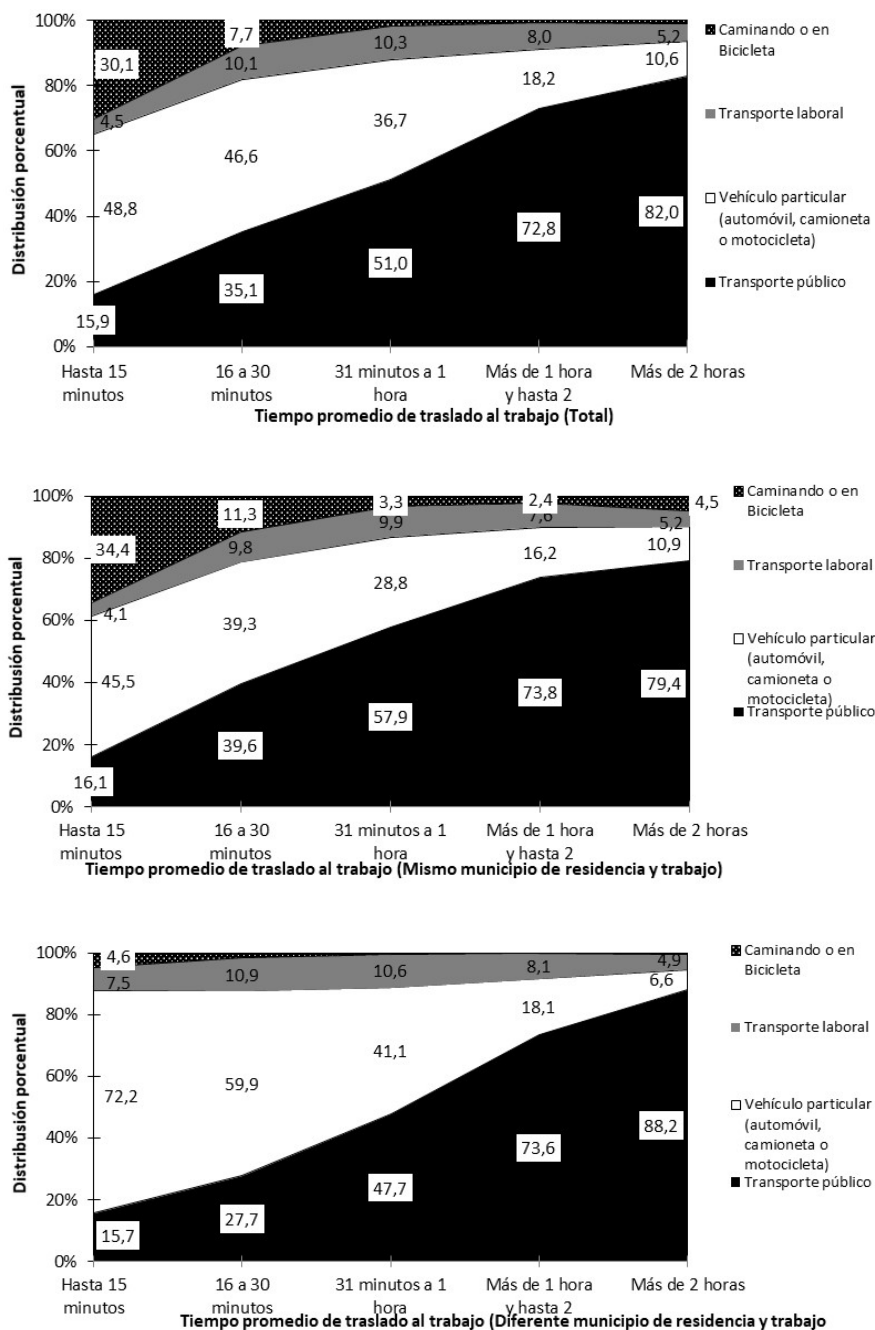 100%
80%
60%
40%
20%
0%
Distribusión porcentual
30,1
7,7
4,5
10,1
10,3
8,0
5,2
48,8
46,6
36,7
18,2
10,6
15,9
35,1
51,0
72,8
82,0
Hasta 15 minutos
16 a 30 minutos
31 minutos a 1 hora
Más de 1 hora y hasta 2
Más de 2 horas
Tiempo promedio de traslado al trabajo (Total)
Caminando o en
Bicicleta
Transporte laboral
Vehículo particular
(automóvil, camioneta
o motocicleta)
Transporte público
100%
80%
60%
40%
20%
0%
Distribusión porcentual
34,4
11,3
3,3
2,4
4,5
4,1
9,8
9,9
7,6
5,2
45,5
39,3
28,8
16,2
10,9
16,1
39,6
57,9
73,8
79,4
Hasta 15 minutos
16 a 30 minutos
31 minutos a 1 hora
Más de 1 hora y hasta 2
Más de 2 horas
Tiempo promedio de traslado al trabajo (Mismo municipio de residencia y trabajo)
Caminando o en
Bicicleta
Transporte laboral
Vehículo particular
(automóvil,
camioneta o
motocicleta)
Transporte público
100%
80%
60%
40%
20%
0%
Distribusión porcentual
4,6
7,5
10,9
10,6
8,1
4,9
72,2
59,9
41,1
18,1
6,6
15,7
27,7
47,7
73,6
88,2
Hasta 15 minutos
16 a 30 minutos
31 minutos a 1 hora
Más de 1 hora y hasta 2
Más de 2 horas
Tiempo promedio de traslado al trabajo (Diferente municipio de residencia y trabajo
Caminando o en
Bicicleta
Transporte laboral
Vehículo particular
(automóvil,
camioneta o
motocicleta)
Transporte público